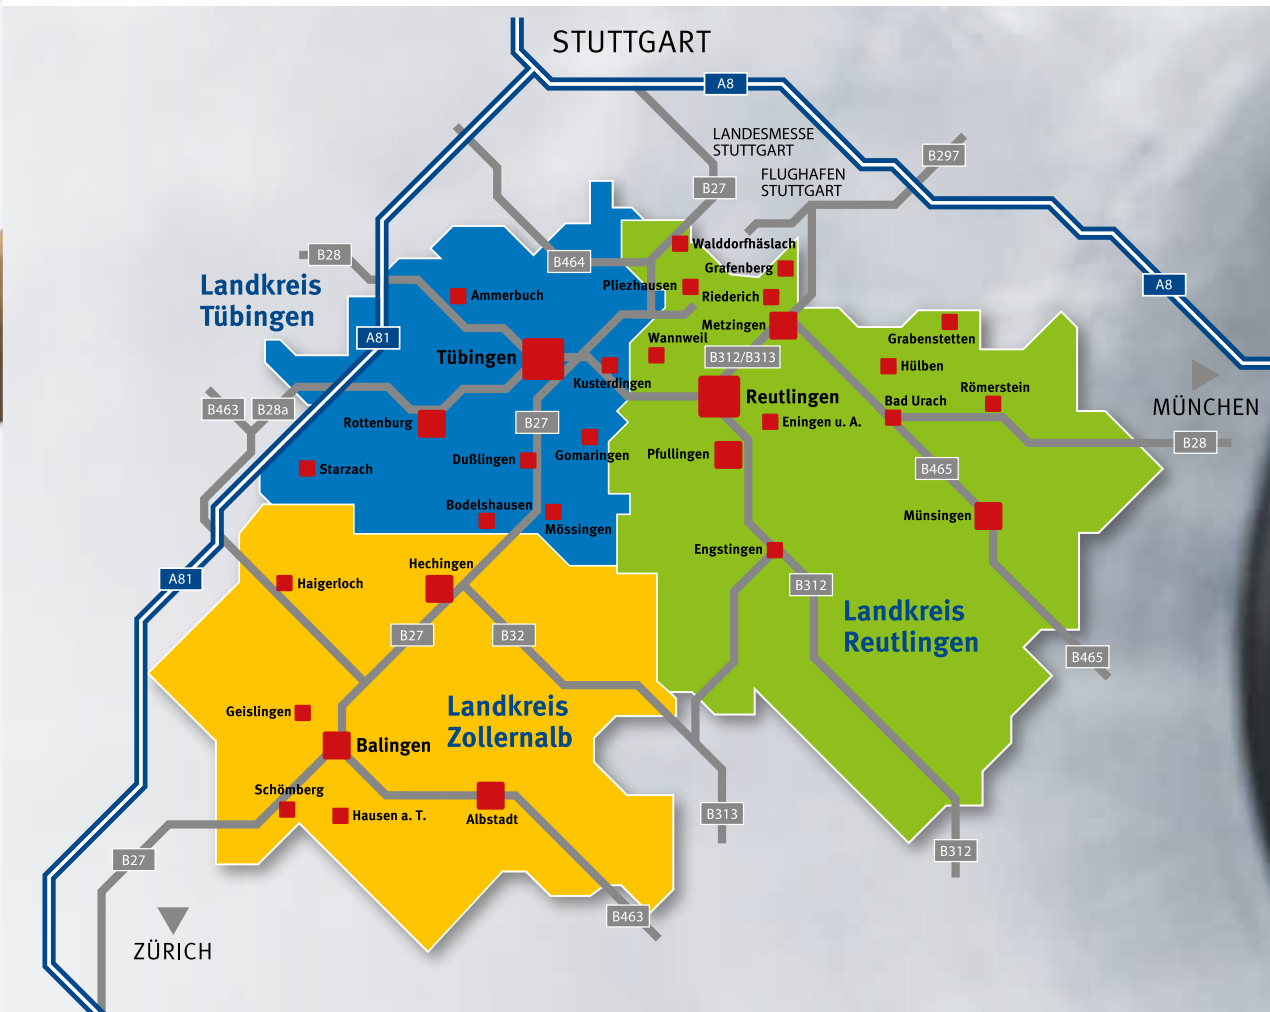 STUTTGART
A8
LANDESMESSE
STUTTGART
B297
FLUGHAFEN
STUTTGART
B27
B28
B464
Walddorfhäslach
Grafenberg
Landkreis
Tübingen
Ammerbuch
Pliezhausen
Riederich
A8
A81
Metzingen
Wannweil
Grabenstetten
Tübingen
B312/B313
Kusterdingen
Hülben
Römerstein
MÜNCHEN
B463
B28a
Reutlingen
Bad Urach
Rottenburg
B27
Eningen u. A.
B28
Gomaringen
Pfullingen
Dußlingen
Starzach
B465
Bodelshausen
Mössingen
Münsingen
Engstingen
Hechingen
A81
Haigerloch
B312
Landkreis
Reutlingen
B27
B32
B465
Landkreis
Zollernalb
Geislingen
Balingen
Schömberg
Hausen a. T.
Albstadt
B313
B27
B312
B463
ZÜRICH